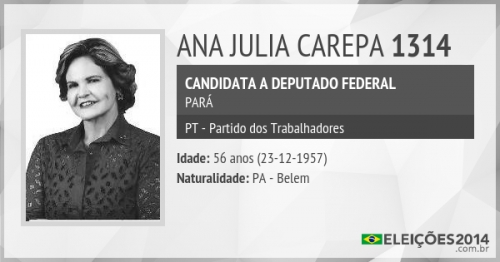 ANA JULIA CAREPA 1314
CANDIDATA A DEPUTADO FEDERAL
PARÁ
PT - Partido dos Trabalhadores
Idade: 56 anos (23-12-1957)
Naturalidade: PA - Belem
ELEIÇÕES2014
.com.br